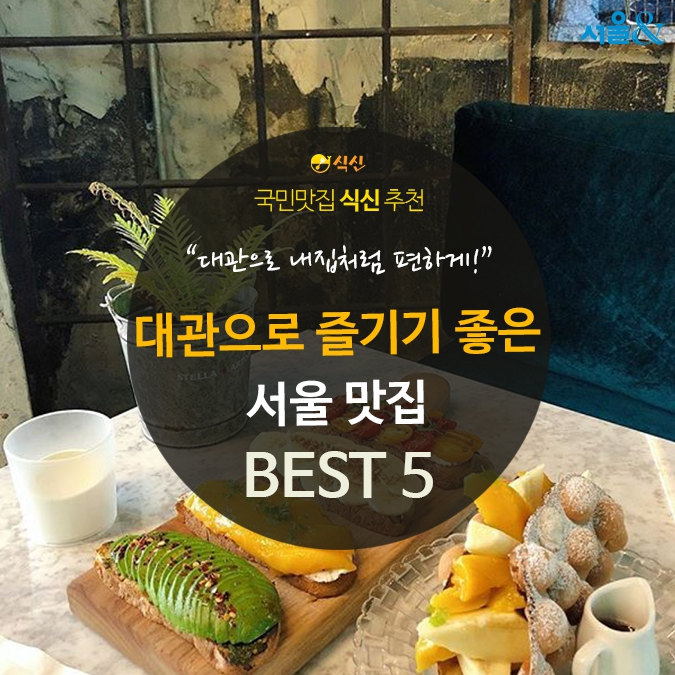 서울&
식신
국민맛집 식신 추천
“대관으로 내집처럼 편하게!”
대관으로 즐기기 좋은
서울 맛집
BEST 5
STELLA